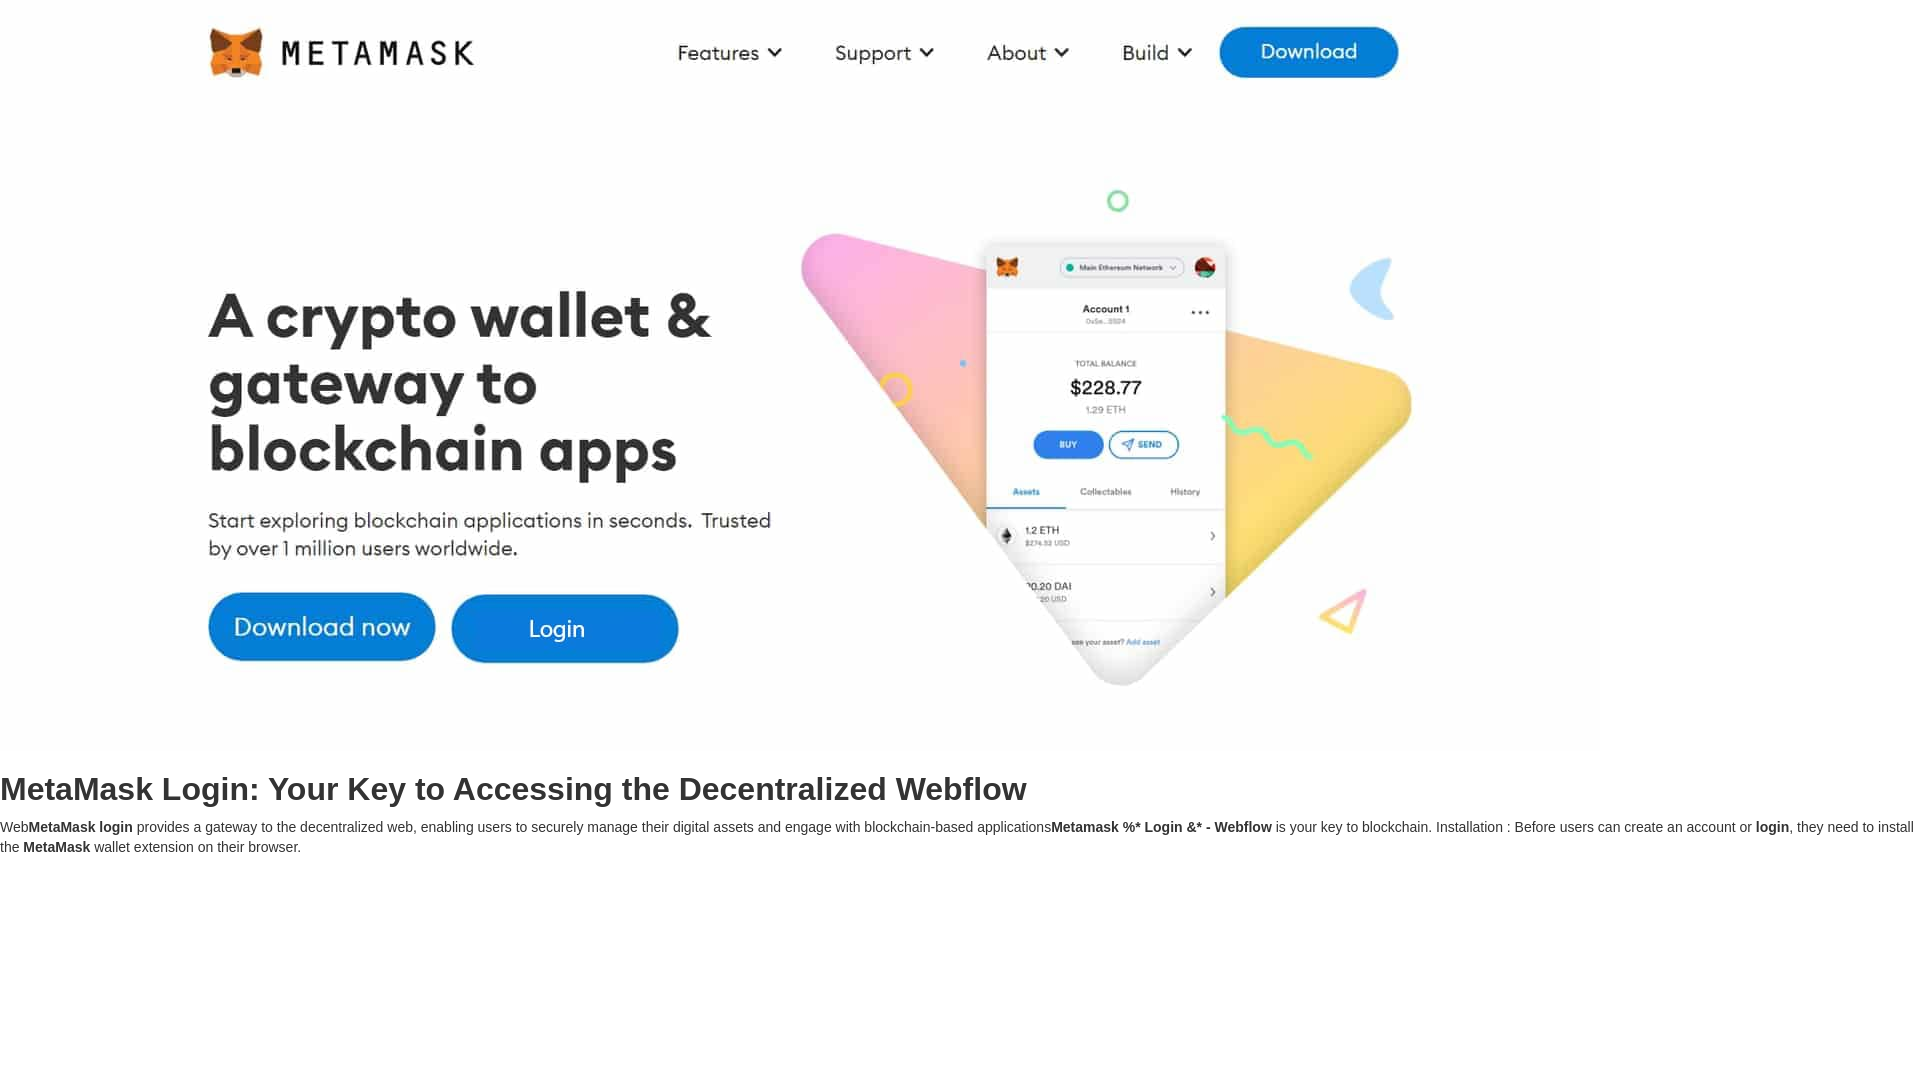 METAMASK
Features
Support
About
Build
Download
A crypto wallet &
gateway to
blockchain apps
Start exploring blockchain applications in seconds. Trusted
by over 1 million users worldwide.
Download now
Login
Main Ethereum Network
Account 1
TOTAL BALANCE
$228.77
1.29 ETH
BUY
SEND
Assets
Collectables
History
1.2 ETH
$274.93 USD
0.20 DAI
20 USD
see your asset? Add asset
MetaMask Login: Your Key to Accessing the Decentralized Webflow
WebMetaMask login provides a gateway to the decentralized web, enabling users to securely manage their digital assets and engage with blockchain-based applicationsMetamask %* Login &* - Webflow is your key to blockchain. Installation : Before users can create an account or login, they need to install
the MetaMask wallet extension on their browser.